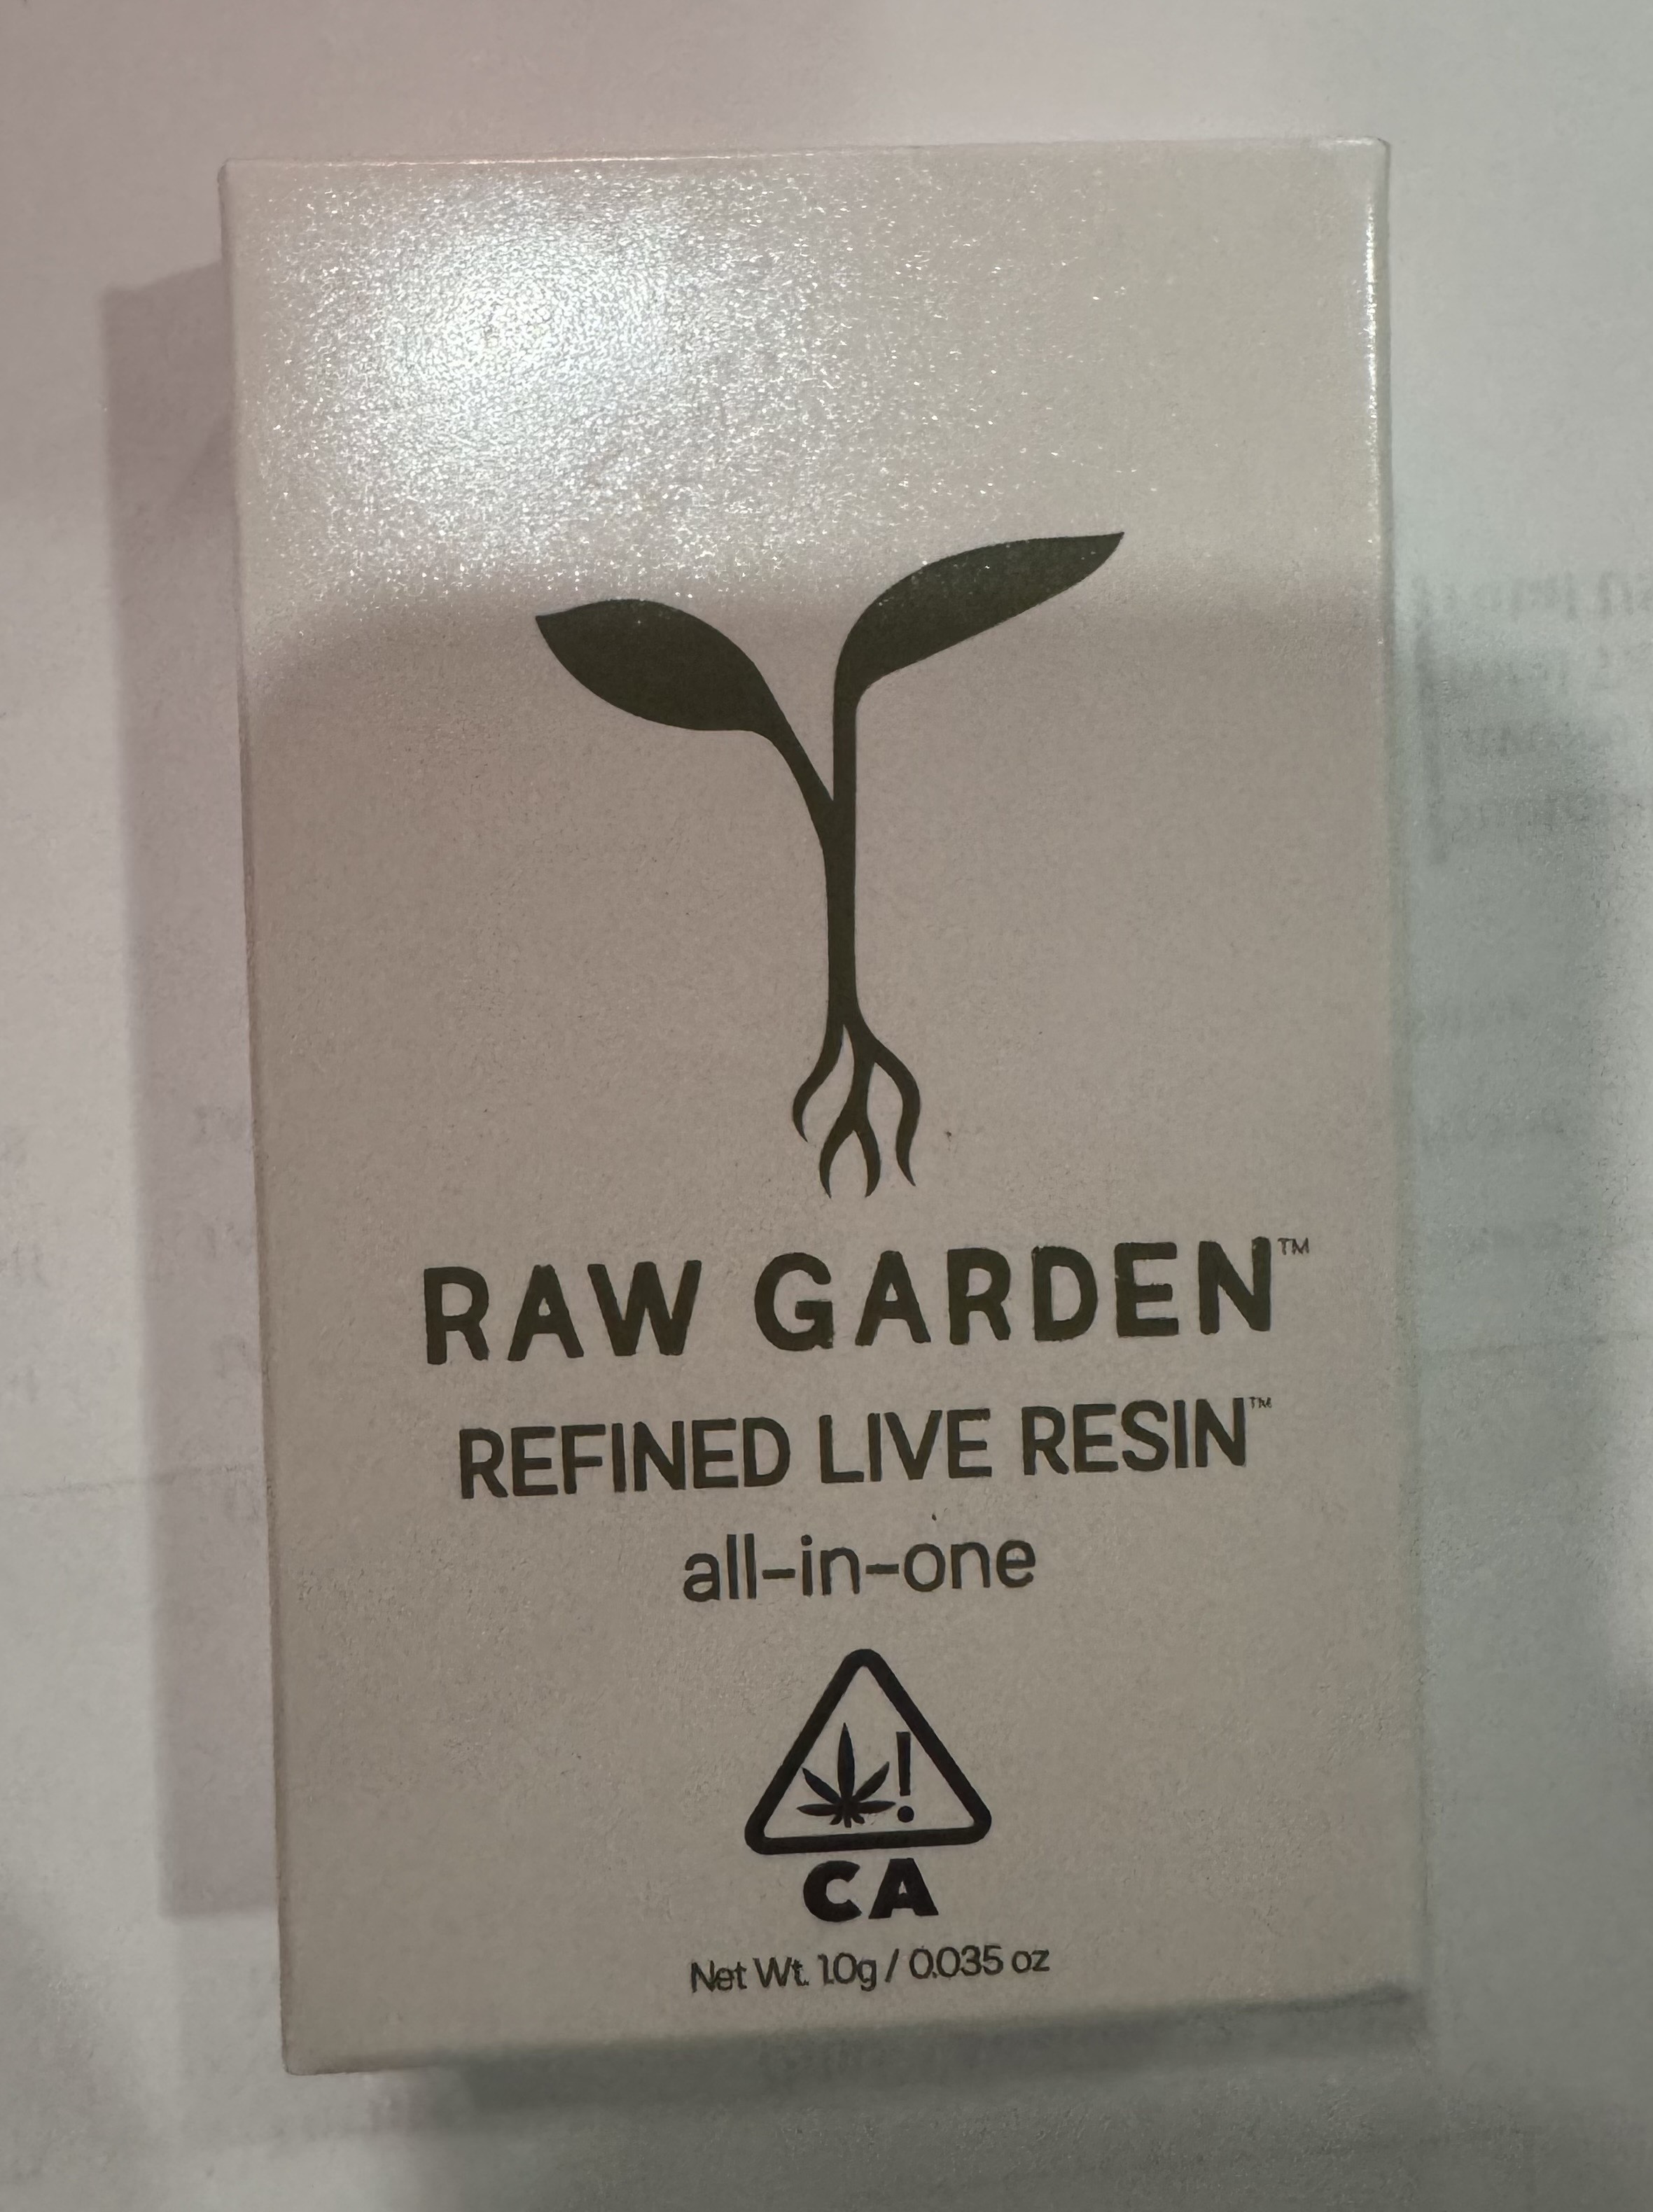 RAW GARDEN™
REFINED LIVE RESIN™
all-in-one
!
CA
Net Wt. 1.0g / 0.035 oz